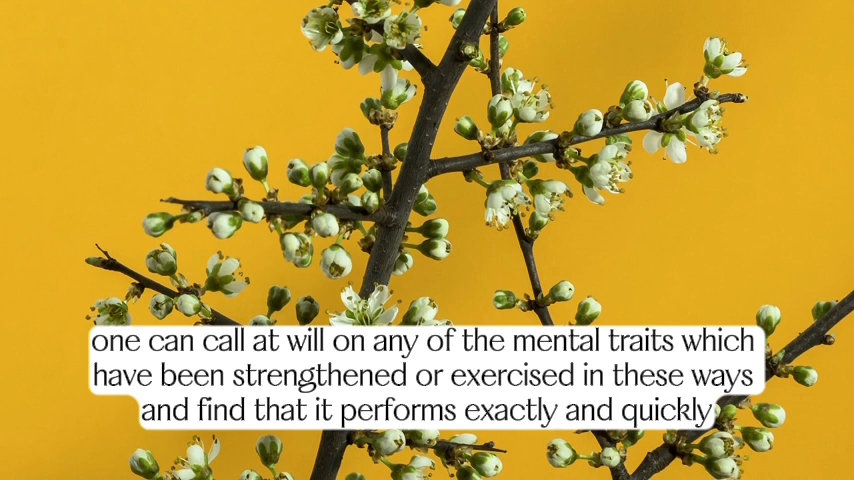 one can call at will on any of the mental traits which
have been strengthened or exercised in these ways
and find that it performs exactly and quickly